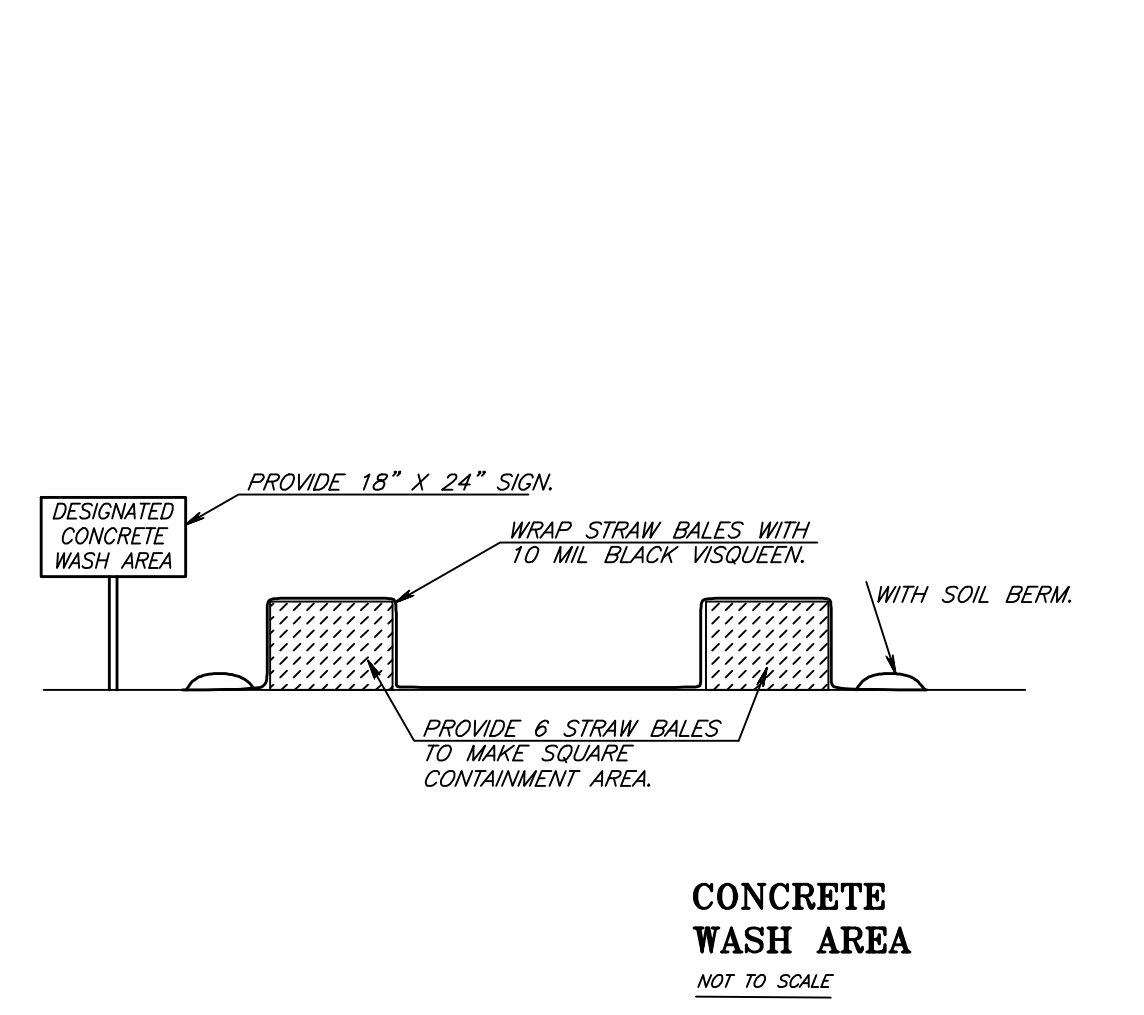 PROVIDE 18" X 24" SIGN.
DESIGNATED
CONCRETE
WASH AREA
WRAP STRAW BALES WITH
10 MIL BLACK VISQUEEN.
WITH SOIL BERM.
PROVIDE 6 STRAW BALES
TO MAKE SQUARE
CONTAINMENT AREA.
CONCRETE
WASH AREA
NOT TO SCALE